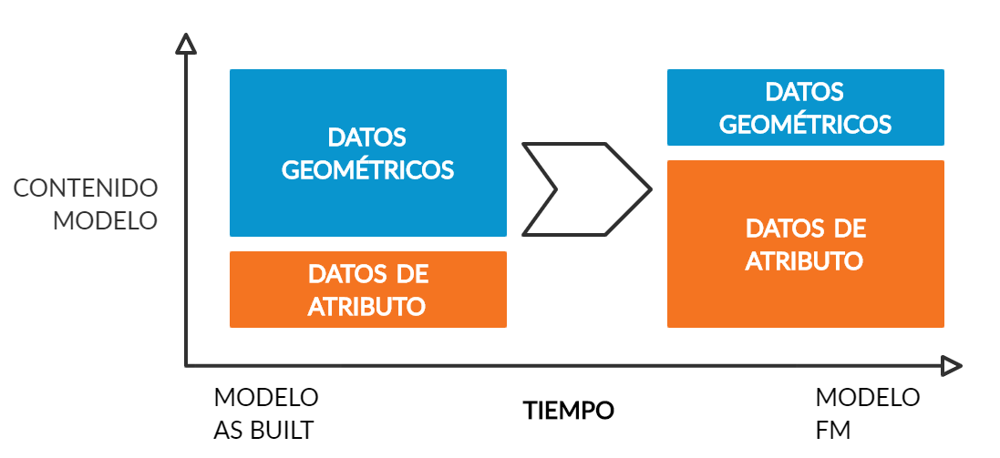 DATOS
GEOMÉTRICOS
DATOS
GEOMÉTRICOS
CONTENIDO
MODELO
DATOS DE
ATRIBUTO
DATOS DE
ATRIBUTO
MODELO
AS BUILT
TIEMPO
MODELO
FM